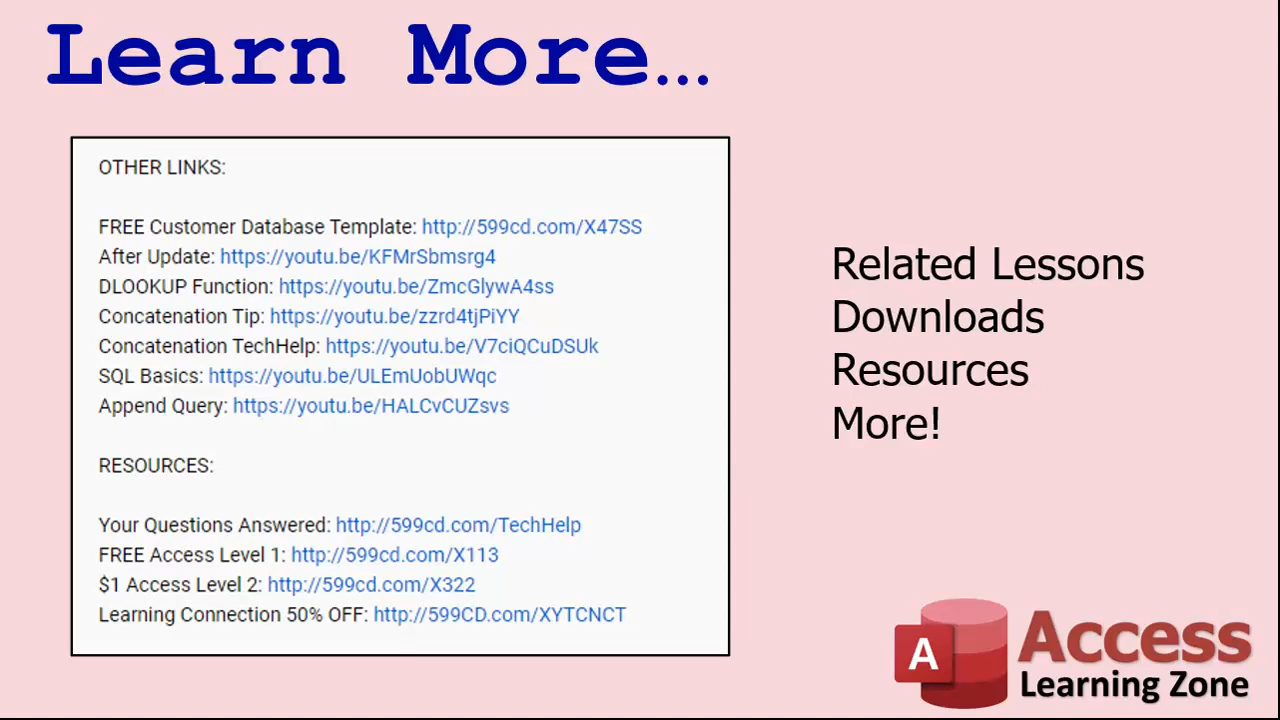 Learn More...
OTHER LINKS:
FREE Customer Database Template: http://599cd.com/X47SS
After Update: https://youtu.be/KFMrSbmsrg4
DLOOKUP Function: https://youtu.be/ZmcGlywA4ss
Concatenation Tip: https://youtu.be/zzrd4tjPiYY
Concatenation TechHelp: https://youtu.be/V7ciQCuDSUk
SQL Basics: https://youtu.be/ULEmUobUWqc
Append Query: https://youtu.be/HALCvCUZsvs
RESOURCES:
Your Questions Answered: http://599cd.com/TechHelp
FREE Access Level 1: http://599cd.com/X113
$1 Access Level 2: http://599cd.com/X322
Learning Connection 50% OFF: http://599CD.com/XYTCNCT
Related Lessons
Downloads
Resources
More!
A
Access
Learning Zone